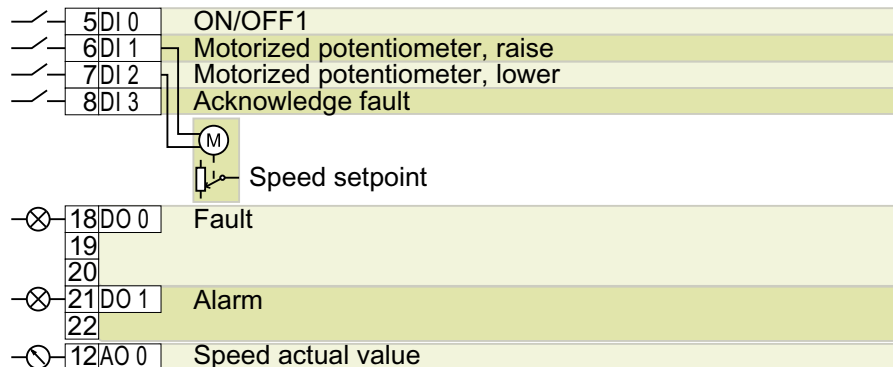 5 DI 0 ON/OFF1
6 DI 1 Motorized potentiometer, raise
7 DI 2 Motorized potentiometer, lower
8 DI 3 Acknowledge fault
M
Speed setpoint
18 DO 0 Fault
19
20
21 DO 1 Alarm
22
12 AO 0 Speed actual value